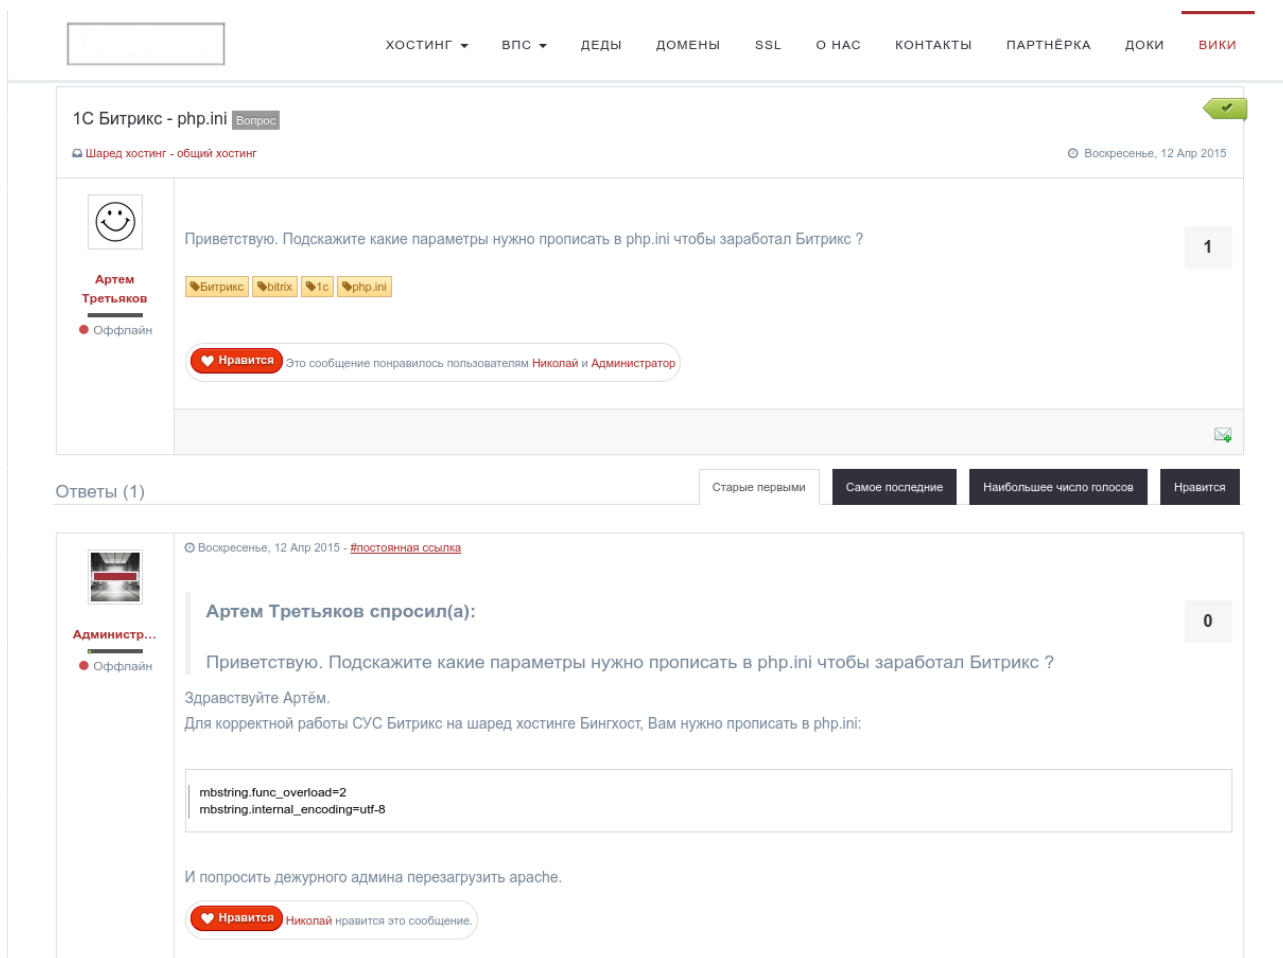 ХОСТИНГ ВПС ДЕДЫ ДОМЕНЫ SSL О НАС КОНТАКТЫ ПАРТНЁРКА ДОКИ ВИКИ
1С Битрикс - php.ini Вопрос
Шаред хостинг - общий хостинг
Воскресенье, 12 Апр 2015
Артем
Третьяков
Оффлайн
Приветствую. Подскажите какие параметры нужно прописать в php.ini чтобы заработал Битрикс ?
1
Битрикс bitrix 1c php.ini
Нравится Это сообщение понравилось пользователям Николай и Администратор
Ответы (1)
Старые первыми Самое последние Наибольшее число голосов Нравится
Администр...
Оффлайн
Воскресенье, 12 Апр 2015 - #постоянная ссылка
Артем Третьяков спросил(а):
0
Приветствую. Подскажите какие параметры нужно прописать в php.ini чтобы заработал Битрикс ?
Здравствуйте Артём.
Для корректной работы СУС Битрикс на шаред хостинге Бингхост, Вам нужно прописать в php.ini:
mbstring.func_overload=2
mbstring.internal_encoding=utf-8
И попросить дежурного админа перезагрузить apache.
Нравится Николай нравится это сообщение.